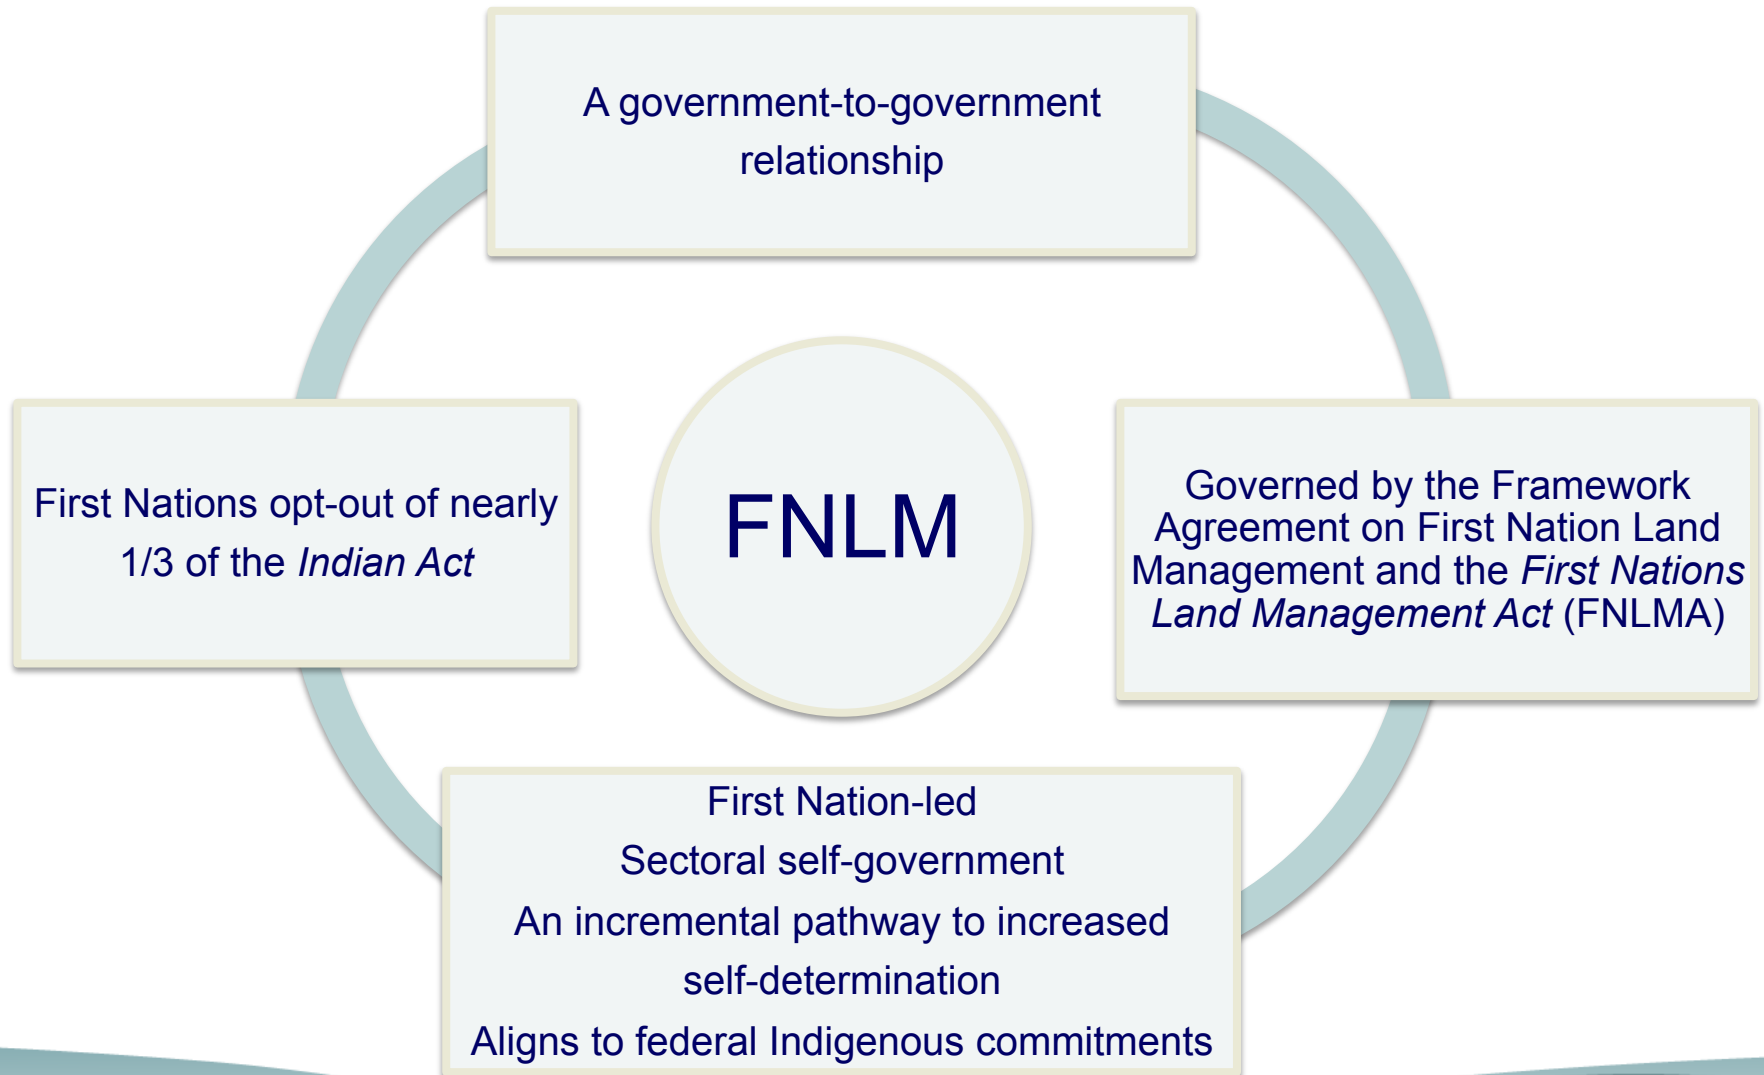 A government-to-government
relationship
First Nations opt-out of nearly
1/3 of the Indian Act
FNLM
Governed by the Framework
Agreement on First Nation Land
Management and the First Nations
Land Management Act (FNLMA)
First Nation-led
Sectoral self-government
An incremental pathway to increased
self-determination
Aligns to federal Indigenous commitments